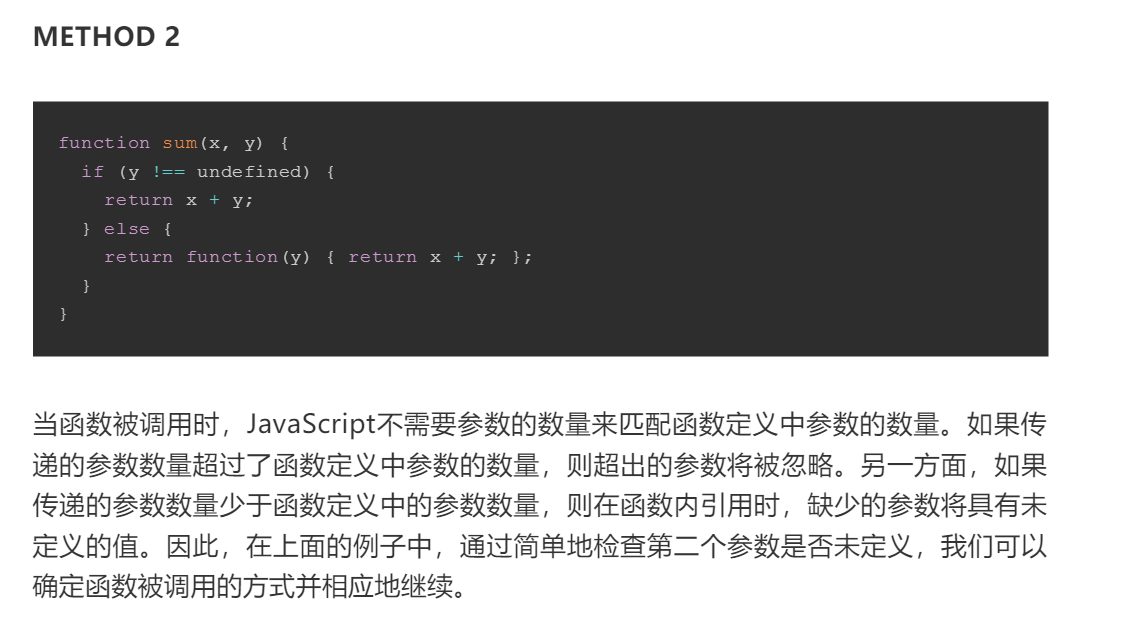 METHOD 2
function sum(x, y) {
  if (y !== undefined) {
    return x + y;
  } else {
    return function(y) { return x + y; };
  }
}
当函数被调用时，JavaScript不需要参数的数量来匹配函数定义中参数的数量。如果传
递的参数数量超过了函数定义中参数的数量，则超出的参数将被忽略。另一方面，如果
传递的参数数量少于函数定义中的参数数量，则在函数内引用时，缺少的参数将具有未
定义的值。因此，在上面的例子中，通过简单地检查第二个参数是否未定义，我们可以
确定函数被调用的方式并相应地继续。